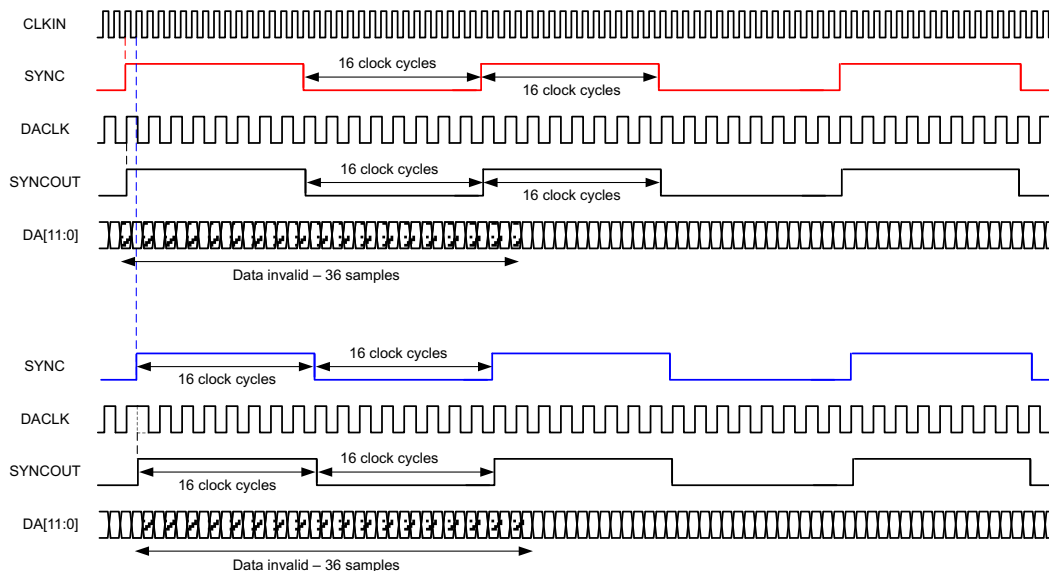 CLKIN
SYNC
16 clock cycles
16 clock cycles
DACLK
SYNCOUT
16 clock cycles
16 clock cycles
DA[11:0]
Data invalid – 36 samples
SYNC
16 clock cycles
16 clock cycles
DACLK
SYNCOUT
16 clock cycles
16 clock cycles
DA[11:0]
Data invalid – 36 samples